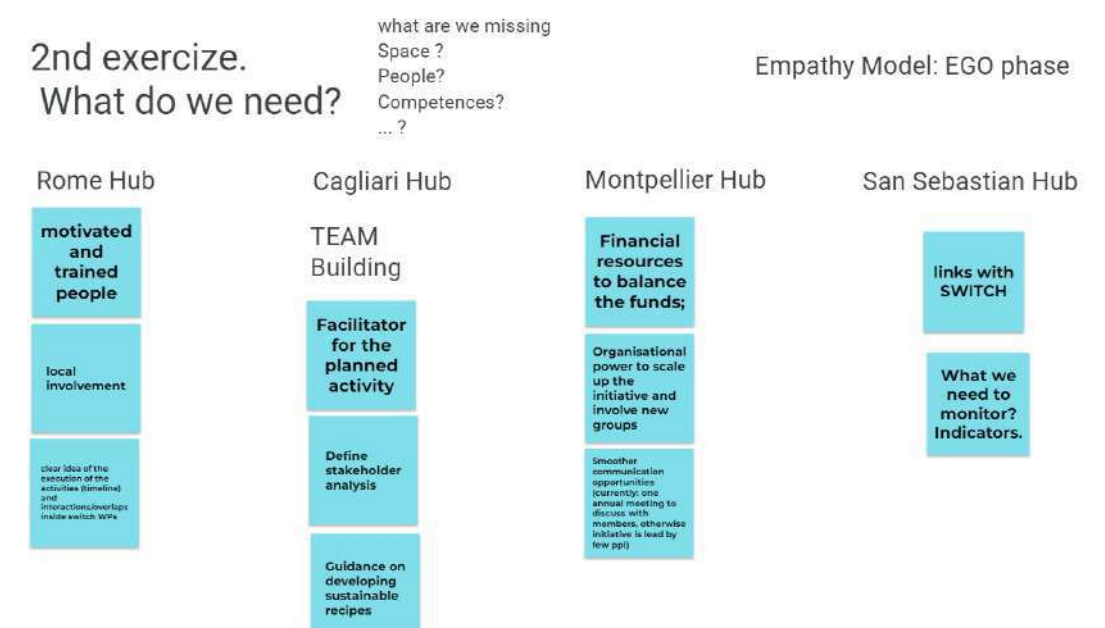 2nd exercize.
What do we need?
what are we missing
Space ?
People?
Competences?
... ?
Empathy Model: EGO phase
Rome Hub
motivated
and
trained
people
local
involvement
clear idea of the
execution of the
activities (timeline)
and
interactions/overlaps
inside switch WPs
Cagliari Hub
TEAM
Building
Facilitator
for the
planned
activity
Define
stakeholder
analysis
Guidance on
developing
sustainable
recipes
Montpellier Hub
Financial
resources
to balance
the funds;
Organisational
power to scale
up the
initiative and
involve new
groups
Smoother
communication
opportunities
(currently: one
annual meeting to
discuss with
members, otherwise
initiative is lead by
few ppl)
San Sebastian Hub
links with
SWITCH
What we
need to
monitor?
Indicators.